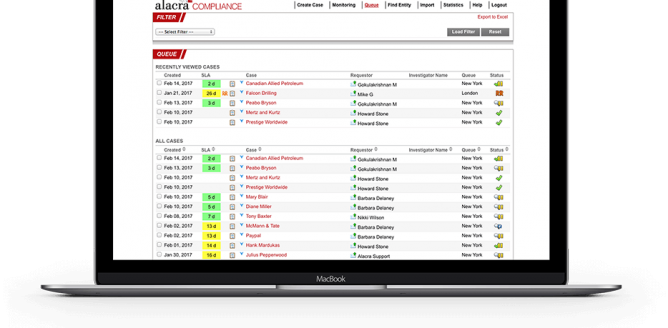 alacra COMPLIANCE
Create Case Monitoring Queue Find Entity Import Statistics Help Logout
FILTER
Export to Excel
--- Select Filter ---
Load Filter Reset
QUEUE
RECENTLY VIEWED CASES
Created SLA Case Requestor Investigator Name Queue Status
Feb 14, 2017 2 d Canadian Allied Petroleum Gokulakrishnan M New York
Jan 21, 2017 26 d Falcon Drilling Mike G London
Feb 13, 2017 3 d Peabo Bryson Gokulakrishnan M New York
Feb 10, 2017 Mertz and Kurtz Howard Stone New York
Feb 10, 2017 Prestige Worldwide Howard Stone New York
ALL CASES
Created SLA Case Requestor Investigator Name Queue Status
Feb 14, 2017 2 d Canadian Allied Petroleum Gokulakrishnan M New York
Feb 13, 2017 3 d Peabo Bryson Gokulakrishnan M New York
Feb 10, 2017 Mertz and Kurtz Howard Stone New York
Feb 10, 2017 Prestige Worldwide Howard Stone New York
Feb 10, 2017 5 d Mary Blair Barbara Delaney New York
Feb 10, 2017 5 d Diane Miller Barbara Delaney New York
Feb 08, 2017 7 d Tony Baxter Nikki Wilson New York
Feb 02, 2017 13 d McMann & Tate Barbara Delaney New York
Feb 02, 2017 13 d Paypal Barbara Delaney New York
Feb 01, 2017 14 d Hank Mardukas Howard Stone New York
Jan 30, 2017 16 d Julius Pepperwood Alacra Support New York
MacBook